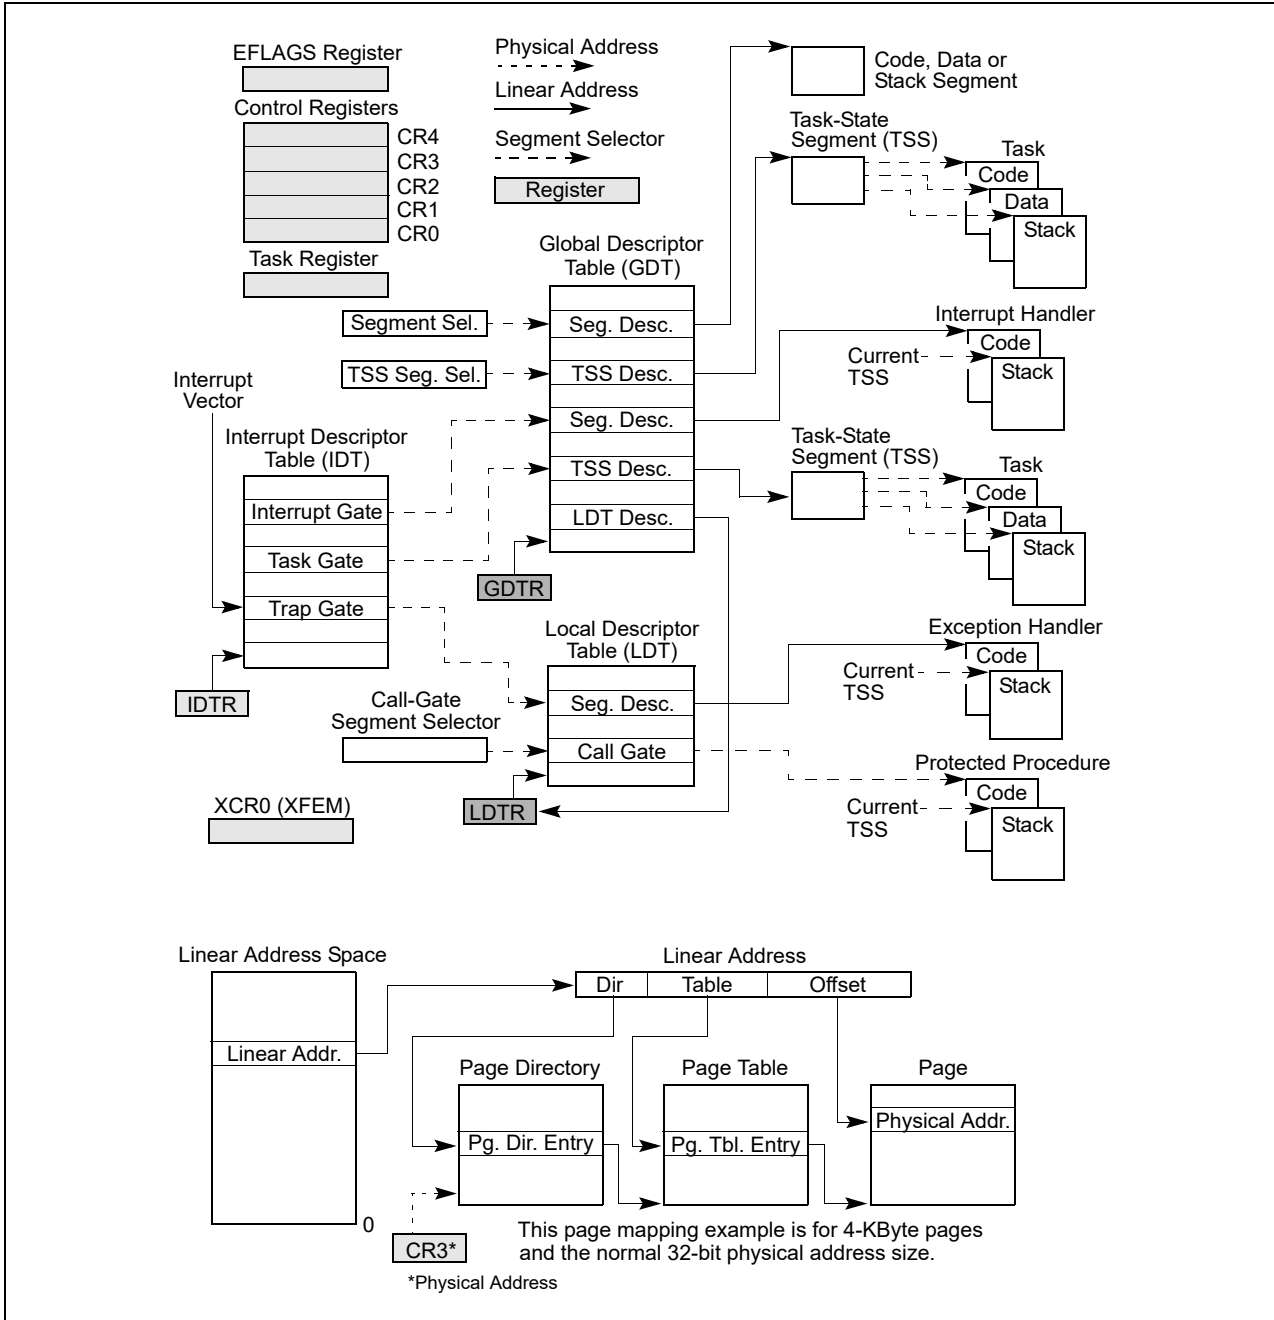 EFLAGS Register
Control Registers
CR4
CR3
CR2
CR1
CR0
Task Register
Physical Address
Linear Address
Segment Selector
Register
Global Descriptor
Table (GDT)
Segment Sel.
Seg. Desc.
TSS Seg. Sel.
TSS Desc.
Seg. Desc.
TSS Desc.
LDT Desc.
GDTR
Code, Data or
Stack Segment
Task-State
Segment (TSS)
Task
Code
Data
Stack
Interrupt Handler
Code
Current
TSS
Stack
Task-State
Segment (TSS)
Task
Code
Data
Stack
Interrupt
Vector
Interrupt Descriptor
Table (IDT)
Interrupt Gate
Task Gate
Trap Gate
IDTR
Local Descriptor
Table (LDT)
Call-Gate
Segment Selector
Seg. Desc.
Call Gate
LDTR
XCR0 (XFEM)
Exception Handler
Code
Current
TSS
Stack
Protected Procedure
Code
Current
TSS
Stack
Linear Address Space
Linear Addr.
0
Linear Address
Dir
Table
Offset
Page Directory
Pg. Dir. Entry
Page Table
Pg. Tbl. Entry
Page
Physical Addr.
CR3*
*Physical Address
This page mapping example is for 4-KByte pages
and the normal 32-bit physical address size.